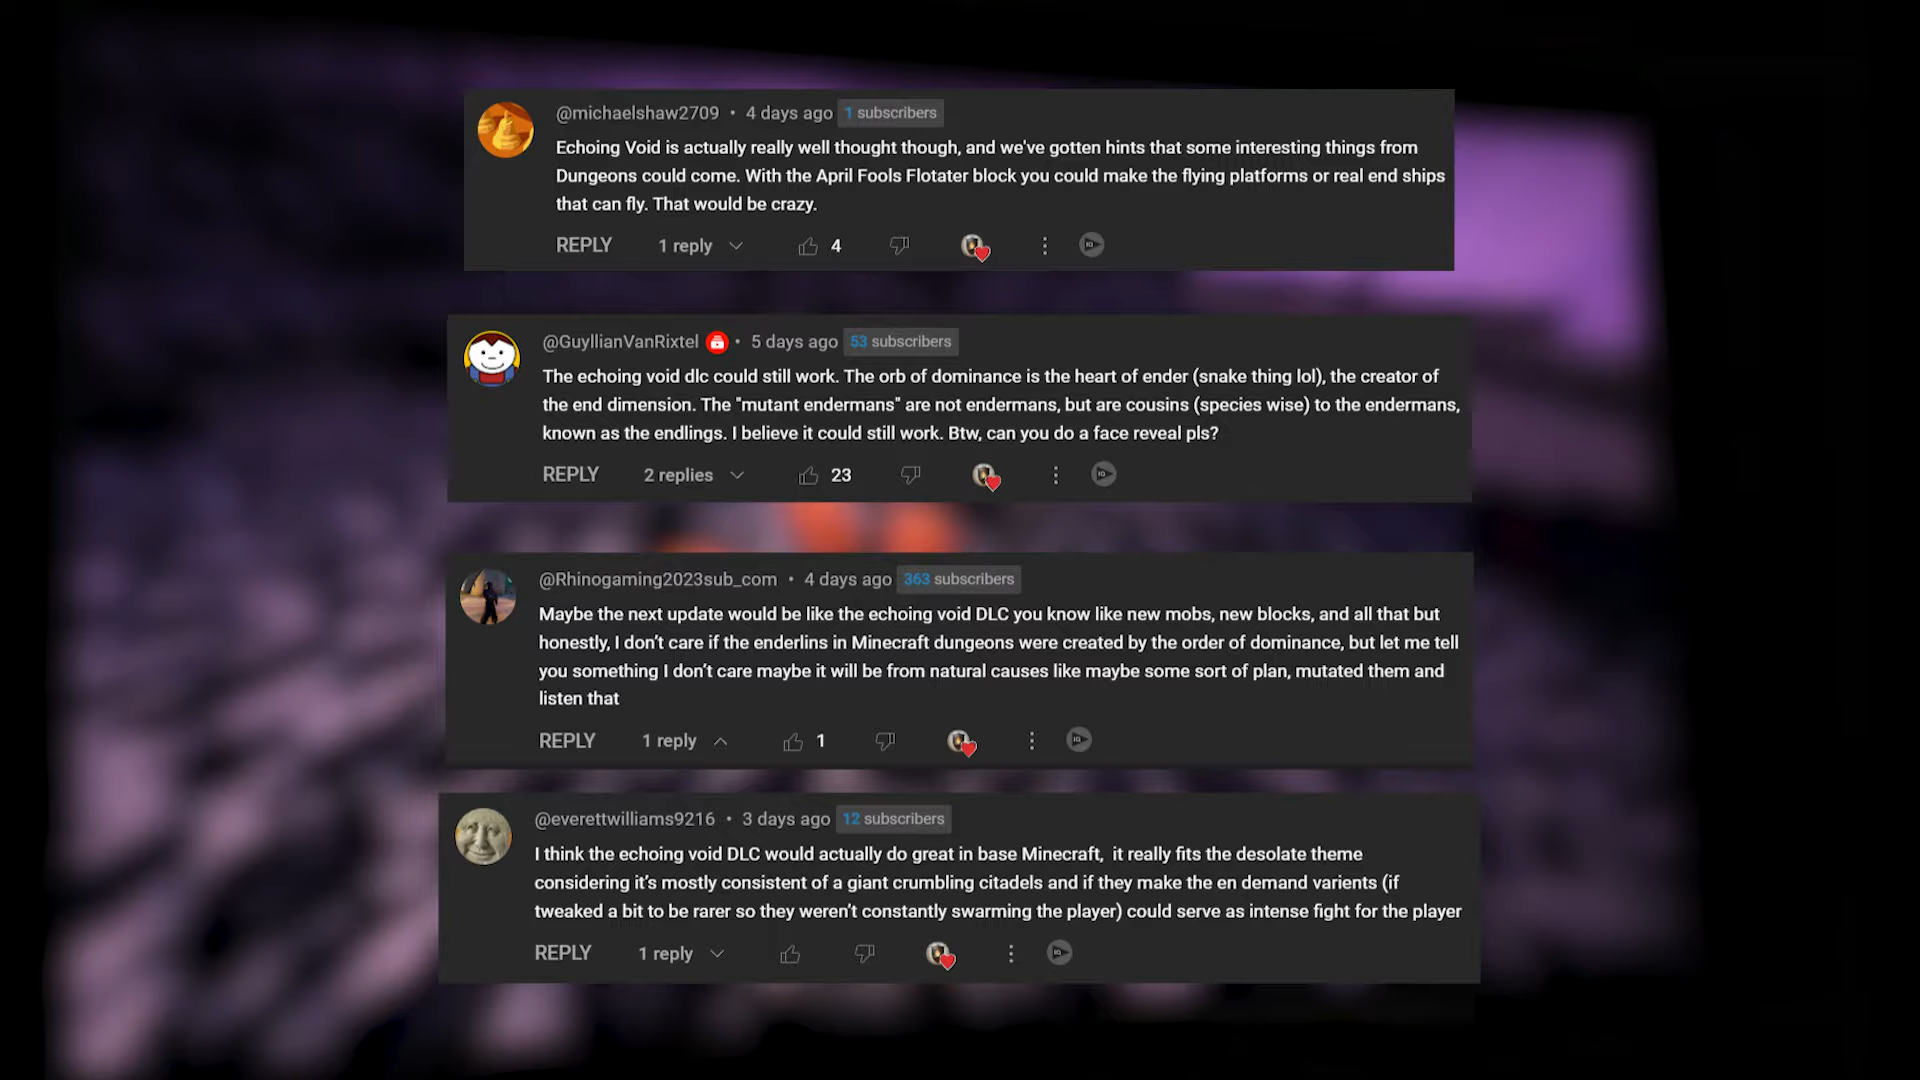 @michaelshaw2709 • 4 days ago 1 subscribers
Echoing Void is actually really well thought though, and we've gotten hints that some interesting things from
Dungeons could come. With the April Fools Flotater block you could make the flying platforms or real end ships
that can fly. That would be crazy.
REPLY 1 reply 4
@GuyllianVanRixtel • 5 days ago 53 subscribers
The echoing void dlc could still work. The orb of dominance is the heart of ender (snake thing lol), the creator of
the end dimension. The "mutant endermans" are not endermans, but are cousins (species wise) to the endermans,
known as the endlings. I believe it could still work. Btw, can you do a face reveal pls?
REPLY 2 replies 23
@Rhinogaming2023sub_com • 4 days ago 363 subscribers
Maybe the next update would be like the echoing void DLC you know like new mobs, new blocks, and all that but
honestly, I don't care if the enderlins in Minecraft dungeons were created by the order of dominance, but let me tell
you something I don't care maybe it will be from natural causes like maybe some sort of plan, mutated them and
listen that
REPLY 1 reply 1
@everettwilliams9216 • 3 days ago 12 subscribers
I think the echoing void DLC would actually do great in base Minecraft, it really fits the desolate theme
considering it's mostly consistent of a giant crumbling citadels and if they make the en demand varients (if
tweaked a bit to be rarer so they weren't constantly swarming the player) could serve as intense fight for the player
REPLY 1 reply